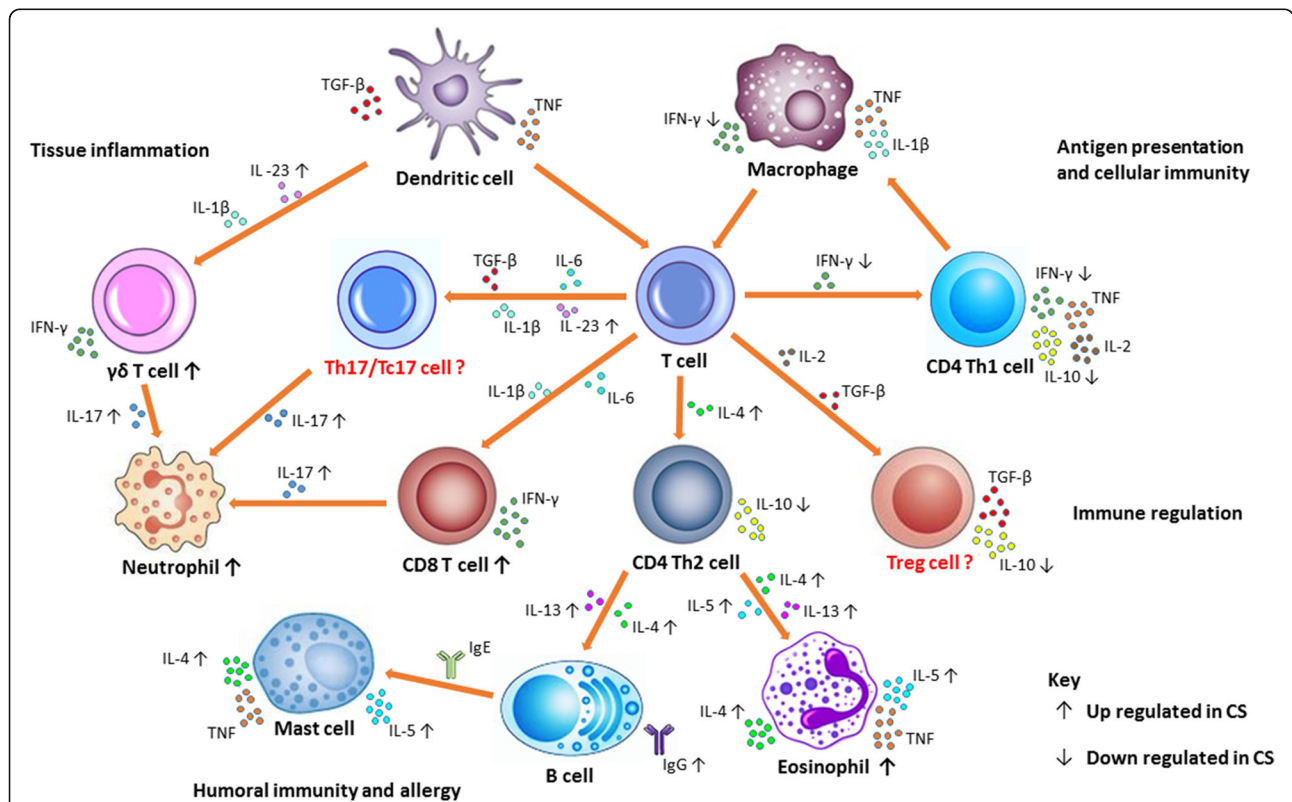 TGF-β
TNF
Dendritic cell
IFN-γ ↓
TNF
IL-1β
Macrophage
Tissue inflammation
Antigen presentation
and cellular immunity
IL-23 ↑
IL-1β
TGF-β
IL-6
IL-1β
IL-23 ↑
IFN-γ ↓
IFN-γ ↓
TNF
IL-2
IL-10 ↓
IFN-γ
γδ T cell ↑
Th17/Tc17 cell ?
T cell
CD4 Th1 cell
IL-17 ↑
IL-17 ↑
IL-1β
IL-6
IL-4 ↑
IL-2
TGF-β
IL-17 ↑
IFN-γ
IL-10 ↓
TGF-β
IL-10 ↓
Immune regulation
Neutrophil ↑
CD8 T cell ↑
CD4 Th2 cell
Treg cell ?
IL-13 ↑
IL-4 ↑
IL-4 ↑
IL-5 ↑
IL-13 ↑
IL-4 ↑
TNF
IL-5 ↑
Mast cell
IgE
IgG ↑
B cell
IL-4 ↑
IL-5 ↑
TNF
Eosinophil ↑
Humoral immunity and allergy
Key
↑ Up regulated in CS
↓ Down regulated in CS